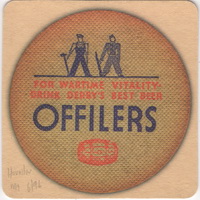 FOR WARTIME VITALITY-
DRINK DERBY'S BEST BEER
OFFILERS